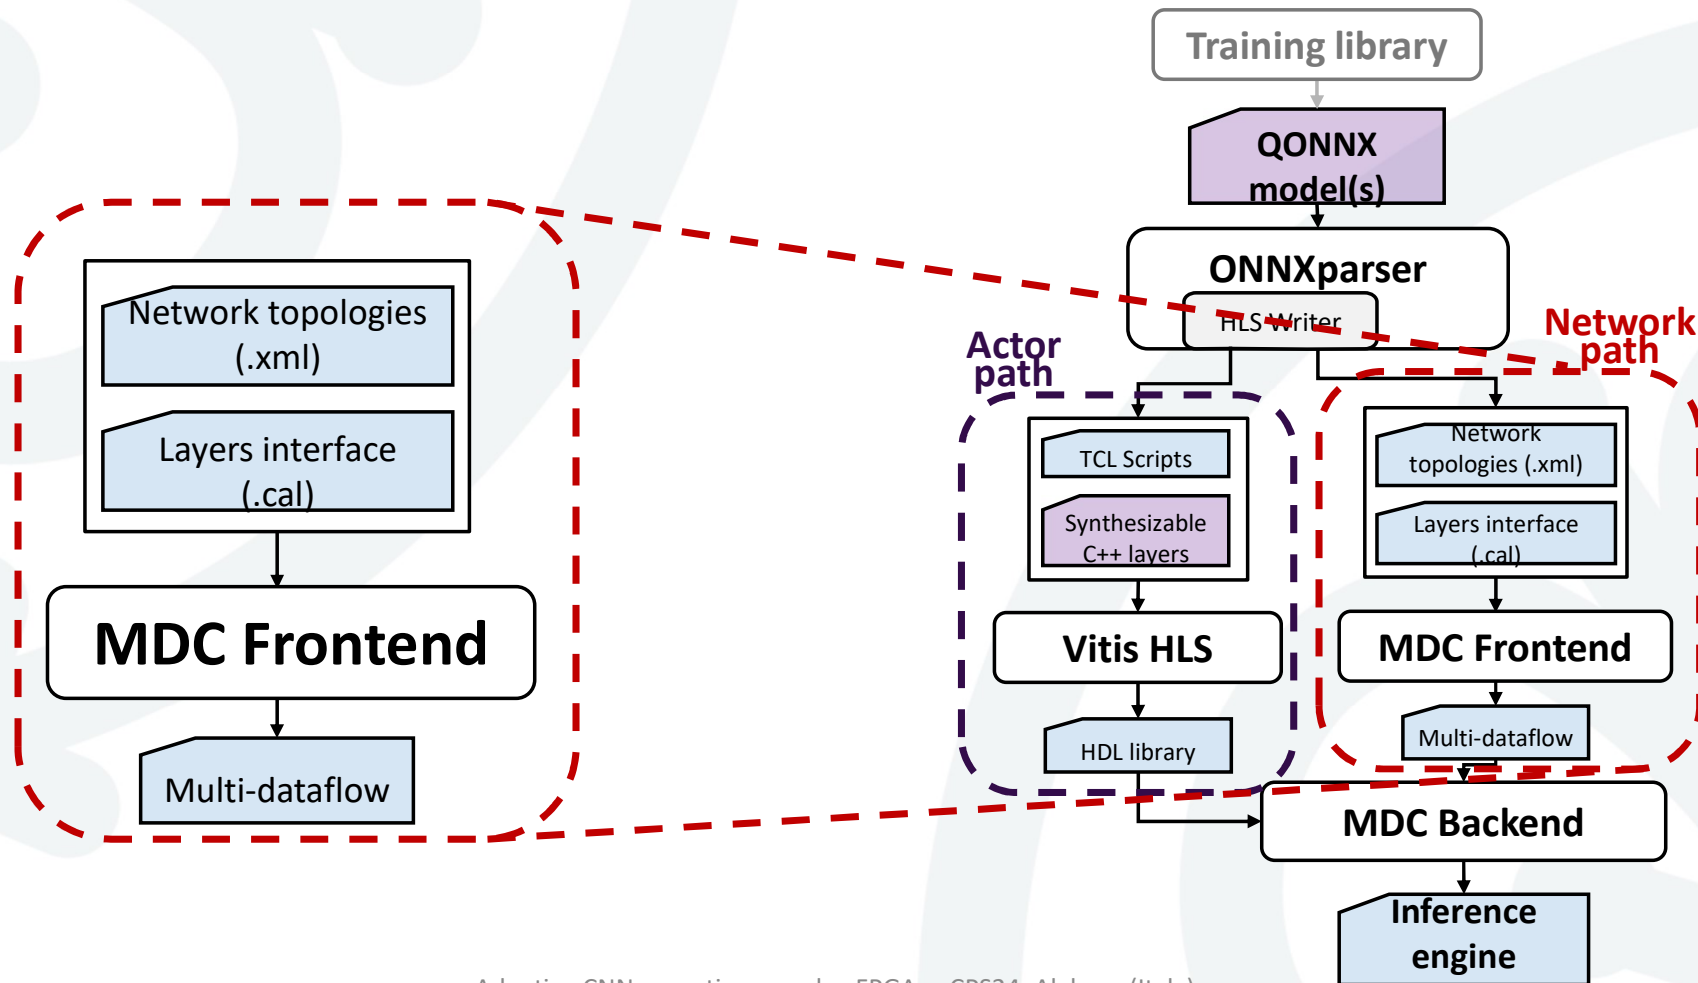 Training library
QONNX
model(s)
ONNXparser
HLS Writer
Network
path
Actor
path
Network topologies
(.xml)
Layers interface
(.cal)
MDC Frontend
Multi-dataflow
TCL Scripts
Synthesizable
C++ layers
Vitis HLS
HDL library
Network
topologies (.xml)
Layers interface
(.cal)
MDC Frontend
Multi-dataflow
MDC Backend
Inference
engine